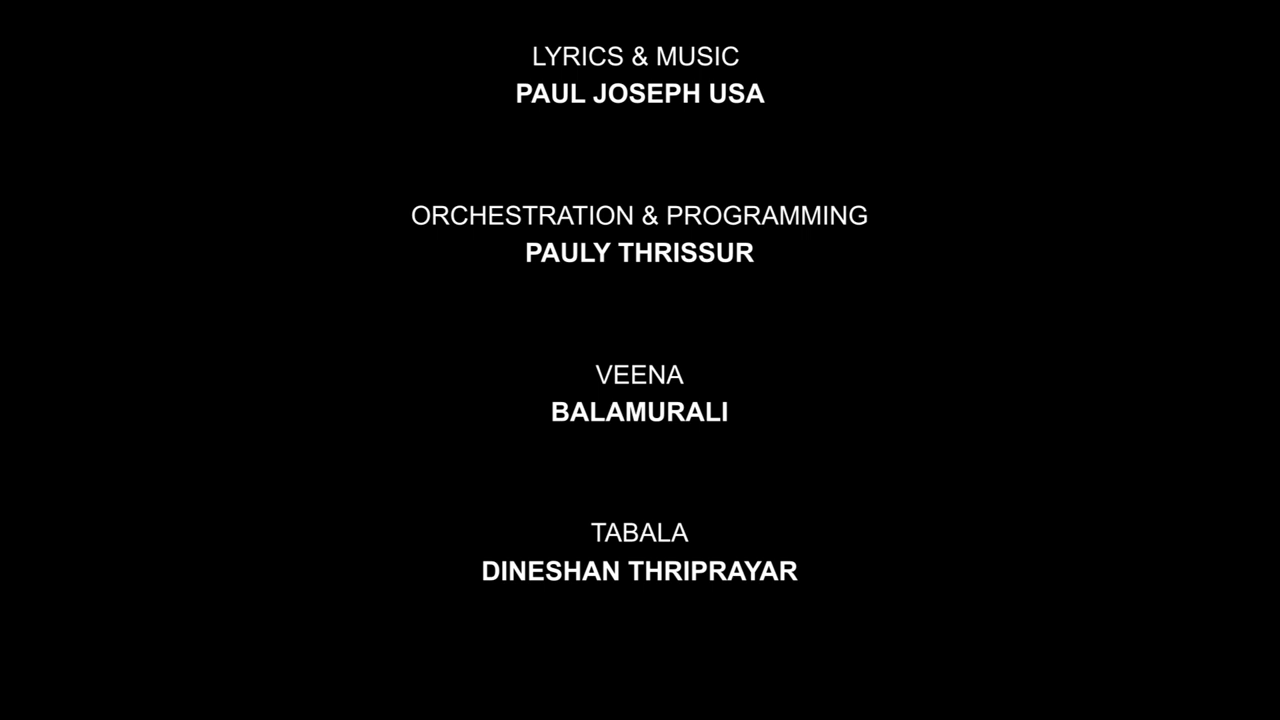 LYRICS & MUSIC
PAUL JOSEPH USA
ORCHESTRATION & PROGRAMMING
PAULY THRISSUR
VEENA
BALAMURALI
TABALA
DINESHAN THRIPRAYAR